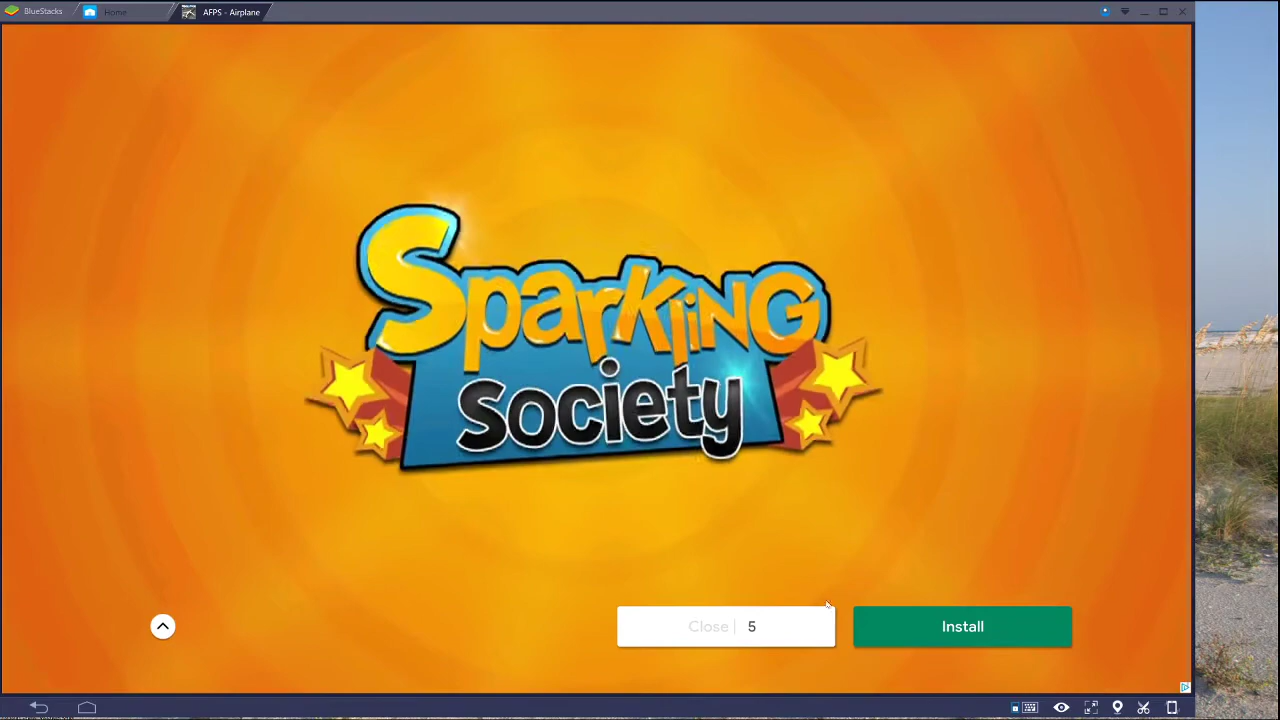 BlueStacks
Home
AFPS - Airplane
Sparkling
Society
Close | 5
Install